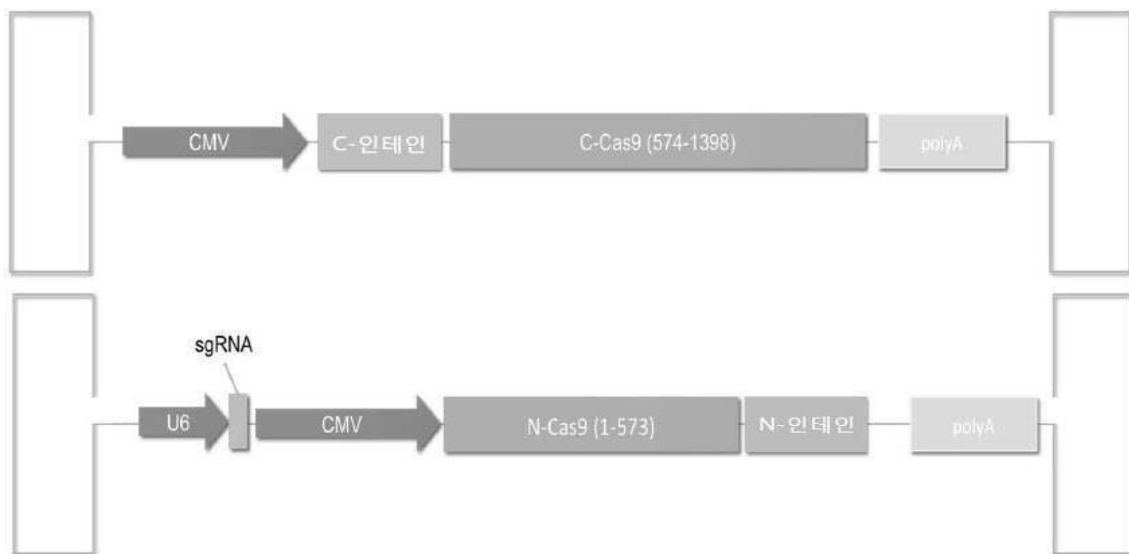 CMV
C-인테인
C-Cas9 (574-1398)
polyA
sgRNA
U6
CMV
N-Cas9 (1-573)
N-인테인
polyA